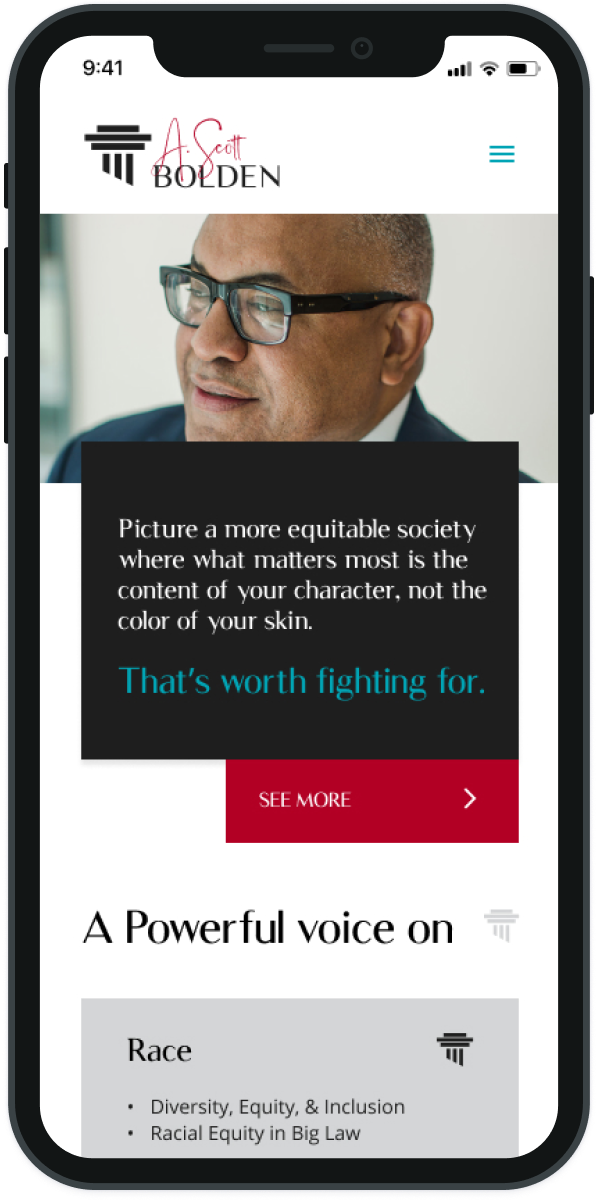 9:41
A. Scott
BOLDEN
Picture a more equitable society
where what matters most is the
content of your character, not the
color of your skin.
That's worth fighting for.
SEE MORE
A Powerful voice on
Race
• Diversity, Equity, & Inclusion
• Racial Equity in Big Law